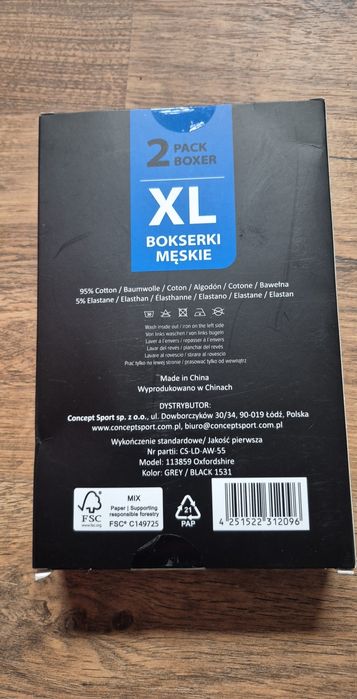 2 PACK
BOXER
XL
BOKSERKI
MĘSKIE
95% Cotton / Baumwolle / Coton / Algodón / Cotone / Bawełna
5% Elastane / Elasthan / Élasthanne / Elastano / Elastane / Elastan
Wash inside out / Iron on the left side
Von links waschen / von links bugeln
Laver à l'envers / repasser à l'envers
Lavar del revés / planchar del revés
Lavare al rovescio / strare al rovescio
Prać tylko na lewej stronie / prasować tylko od wewnątrz
Made in China
Wyprodukowano w Chinach
DYSTRYBUTOR:
Concept Sport sp. z o.o., ul. Dowborczyków 30/34, 90-019 Łódź, Polska
www.conceptsport.com.pl, biuro@conceptsport.com.pl
Wykończenie standardowe/ Jakość pierwsza
Nr partii: CS-LD-AW-55
Model: 113859 Oxfordshire
Kolor: GREY / BLACK 1531
FSC
www.fsc.org
MIX
Paper | Supporting
responsible forestry
FSC® C149725
21
PAP
4 251522 312096